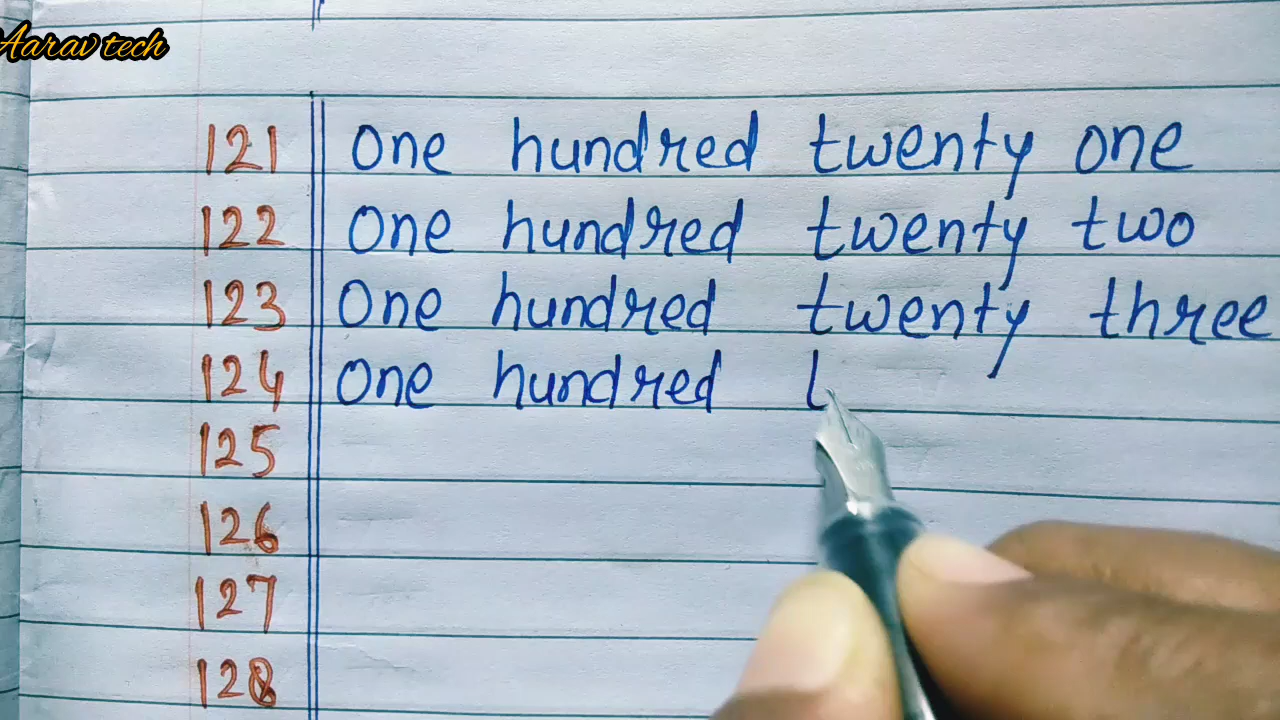 Aarav tech
121 One hundred twenty one
122 One hundred twenty two
123 One hundred twenty three
124 One hundred
125
126
127
128